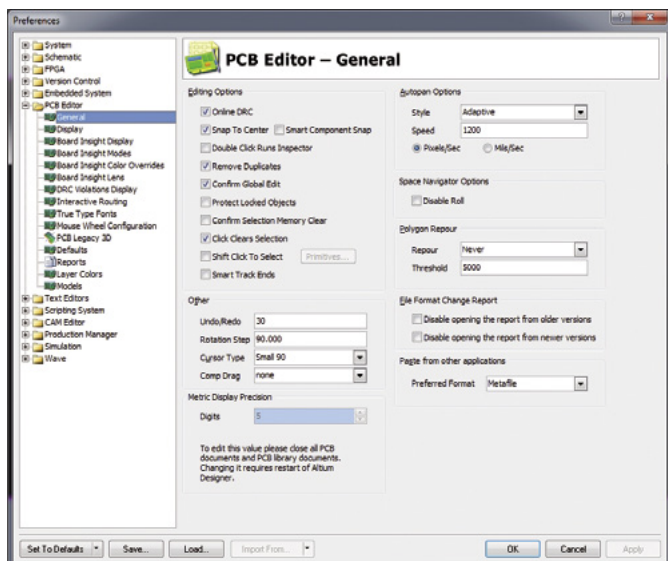 Preferences
System
Schematic
FPGA
Version Control
Embedded System
PCB Editor
General
Display
Board Insight Display
Board Insight Modes
Board Insight Color Overrides
Board Insight Lens
DRC Violations Display
Interactive Routing
True Type Fonts
Mouse Wheel Configuration
PCB Legacy 3D
Defaults
Reports
Layer Colors
Models
Text Editors
Scripting System
CAM Editor
Production Manager
Simulation
Wave
PCB Editor – General
Editing Options
Online DRC
Snap To Center Smart Component Snap
Double Click Runs Inspector
Remove Duplicates
Confirm Global Edit
Protect Locked Objects
Confirm Selection Memory Clear
Click Clears Selection
Shift Click To Select Primitives...
Smart Track Ends
Other
Undo/Redo 30
Rotation Step 90.000
Cursor Type Small 90
Comp Drag none
Metric Display Precision
Digits 5
To edit this value please close all PCB
documents and PCB library documents.
Changing it requires restart of Altium
Designer.
Autopan Options
Style Adaptive
Speed 1200
Pixels/Sec Mils/Sec
Space Navigator Options
Disable Roll
Polygon Repour
Repour Never
Threshold 5000
File Format Change Report
Disable opening the report from older versions
Disable opening the report from newer versions
Paste from other applications
Preferred Format Metafile
Set To Defaults Save... Load... Import From... OK Cancel Apply